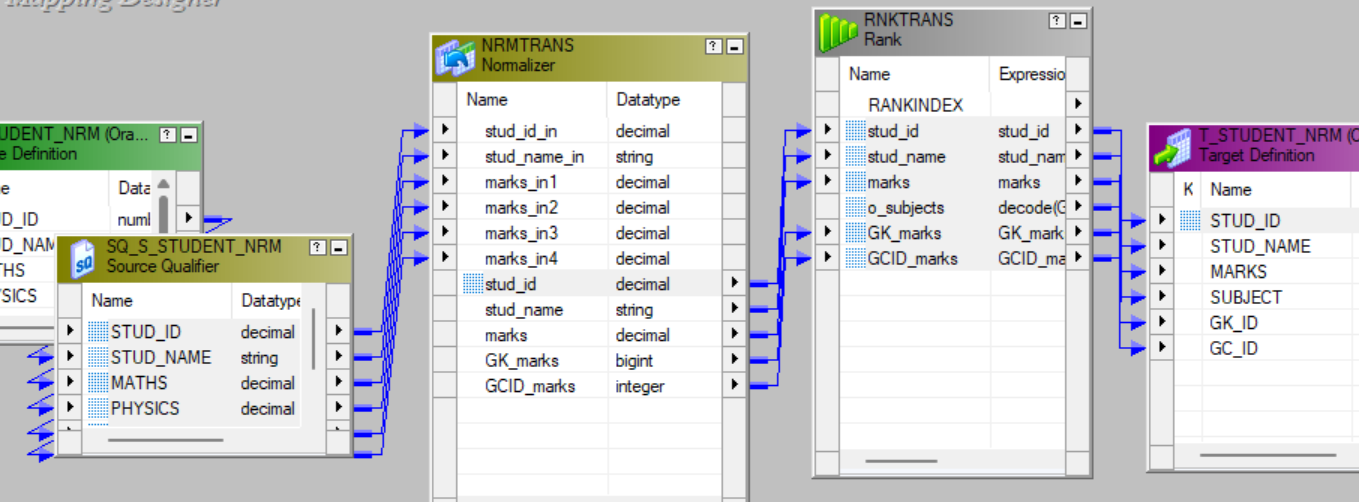 Mapping Designer
UDENT_NRM (Ora...
e Definition
e Data
D_ID numl
D_NAM
THS
SICS
SQ_S_STUDENT_NRM
Source Qualifier
Name Datatype
STUD_ID decimal
STUD_NAME string
MATHS decimal
PHYSICS decimal
NRMTRANS
Normalizer
Name Datatype
stud_id_in decimal
stud_name_in string
marks_in1 decimal
marks_in2 decimal
marks_in3 decimal
marks_in4 decimal
stud_id decimal
stud_name string
marks decimal
GK_marks bigint
GCID_marks integer
RNKTRANS
Rank
Name Expressio
RANKINDEX
stud_id stud_id
stud_name stud_nam
marks marks
o_subjects decode(G
GK_marks GK_mark
GCID_marks GCID_ma
T_STUDENT_NRM (O
Target Definition
K Name
STUD_ID
STUD_NAME
MARKS
SUBJECT
GK_ID
GC_ID